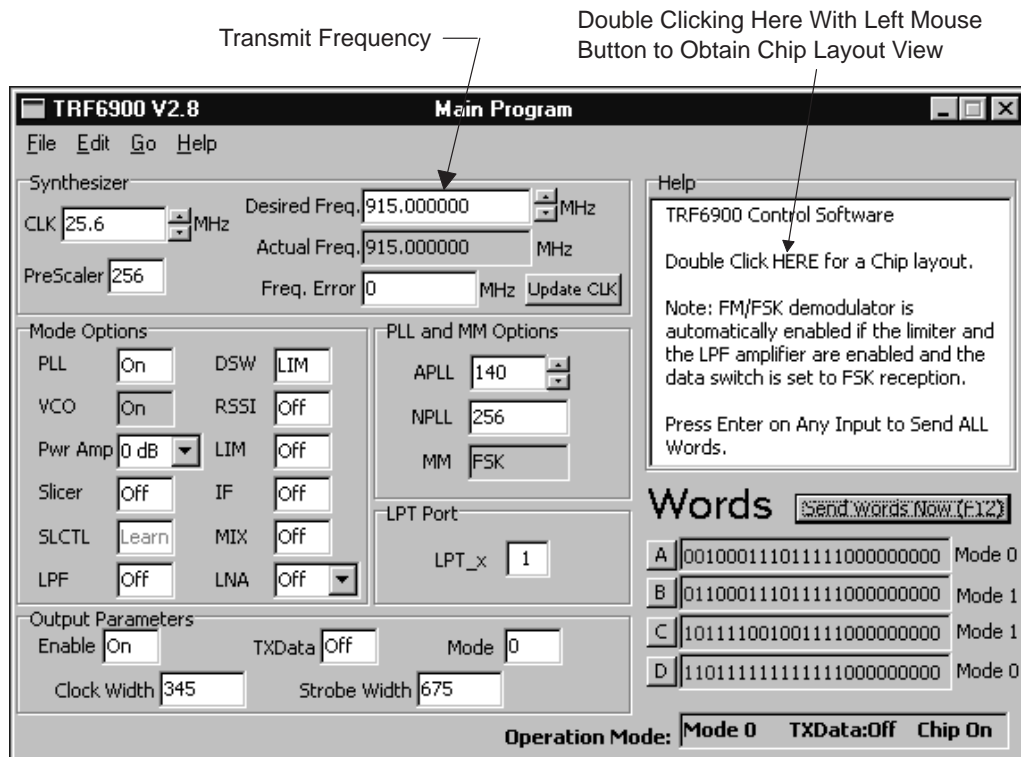 Transmit Frequency
Double Clicking Here With Left Mouse
Button to Obtain Chip Layout View
TRF6900 V2.8 Main Program
File Edit Go Help
Synthesizer
CLK 25.6 MHz
Desired Freq. 915.000000 MHz
Actual Freq. 915.000000 MHz
PreScaler 256
Freq. Error 0 MHz Update CLK
Help
TRF6900 Control Software
Double Click HERE for a Chip layout.
Note: FM/FSK demodulator is
automatically enabled if the limiter and
the LPF amplifier are enabled and the
data switch is set to FSK reception.
Press Enter on Any Input to Send ALL
Words.
Mode Options
PLL On DSW LIM
VCO On RSSI Off
Pwr Amp 0 dB LIM Off
Slicer Off IF Off
SLCTL Learn MIX Off
LPF Off LNA Off
PLL and MM Options
APLL 140
NPLL 256
MM FSK
LPT Port
LPT_x 1
Words Send Words Now (F12)
A 001000111011111000000000 Mode 0
B 011000111011111000000000 Mode 1
C 101111001001111000000000 Mode 1
D 110111111111111000000000 Mode 0
Output Parameters
Enable On TXData Off Mode 0
Clock Width 345 Strobe Width 675
Operation Mode: Mode 0 TXData:Off Chip On